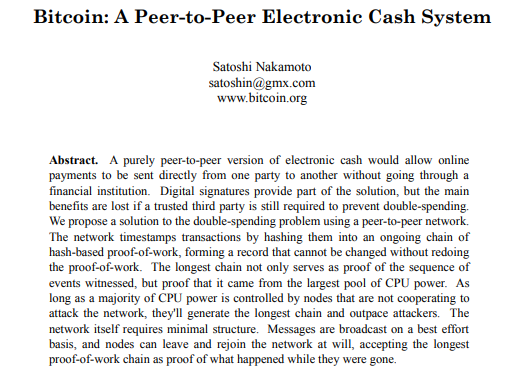 Bitcoin: A Peer-to-Peer Electronic Cash System
Satoshi Nakamoto
satoshin@gmx.com
www.bitcoin.org
Abstract. A purely peer-to-peer version of electronic cash would allow online
payments to be sent directly from one party to another without going through a
financial institution. Digital signatures provide part of the solution, but the main
benefits are lost if a trusted third party is still required to prevent double-spending.
We propose a solution to the double-spending problem using a peer-to-peer network.
The network timestamps transactions by hashing them into an ongoing chain of
hash-based proof-of-work, forming a record that cannot be changed without redoing
the proof-of-work. The longest chain not only serves as proof of the sequence of
events witnessed, but proof that it came from the largest pool of CPU power. As
long as a majority of CPU power is controlled by nodes that are not cooperating to
attack the network, they'll generate the longest chain and outpace attackers. The
network itself requires minimal structure. Messages are broadcast on a best effort
basis, and nodes can leave and rejoin the network at will, accepting the longest
proof-of-work chain as proof of what happened while they were gone.